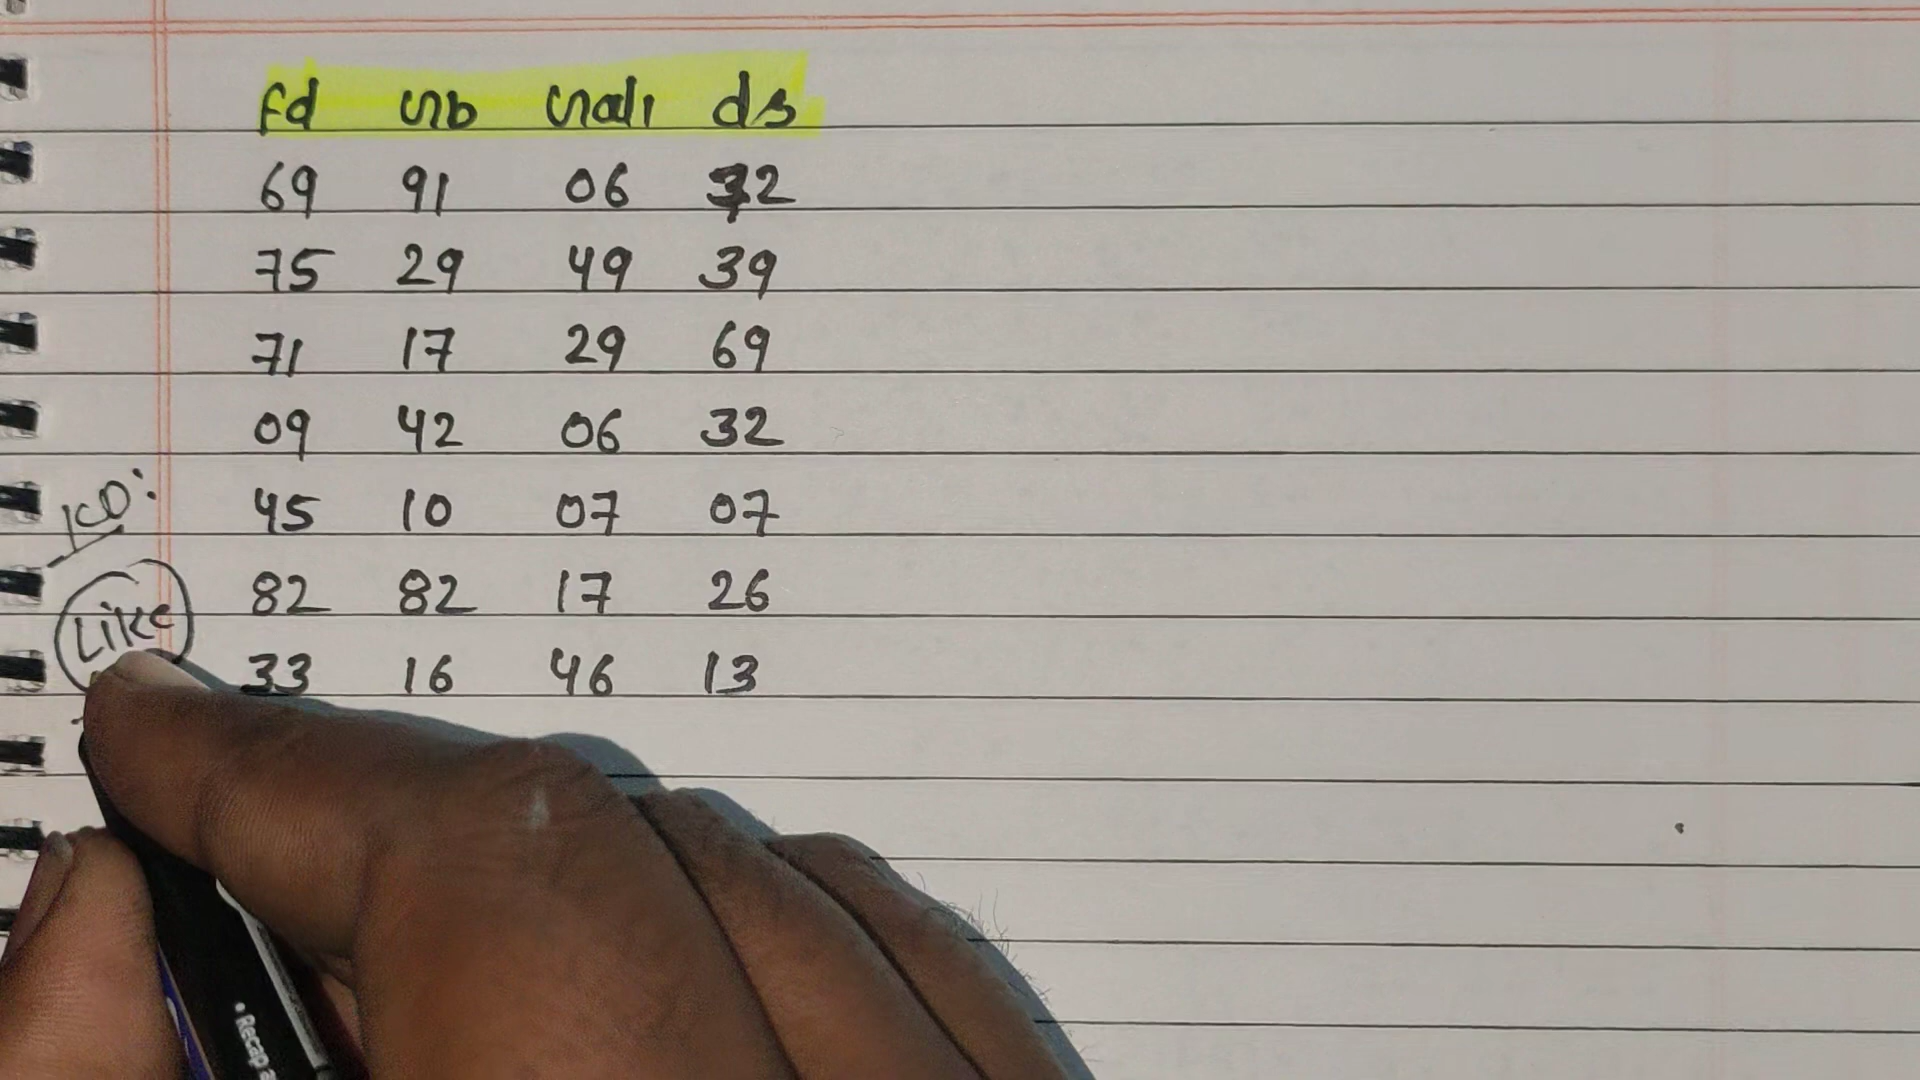 fd gb gali ds
69 91 06 32
75 29 49 39
71 17 29 69
09 42 06 32
45 10 07 07
82 82 17 26
33 16 46 13
Like
• Recap